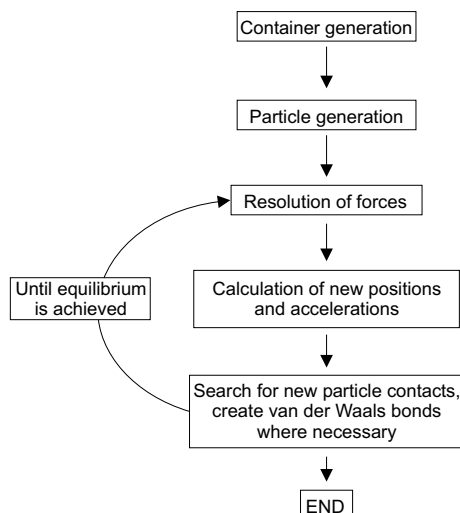 Container generation
Particle generation
Resolution of forces
Until equilibrium
is achieved
Calculation of new positions
and accelerations
Search for new particle contacts,
create van der Waals bonds
where necessary
END